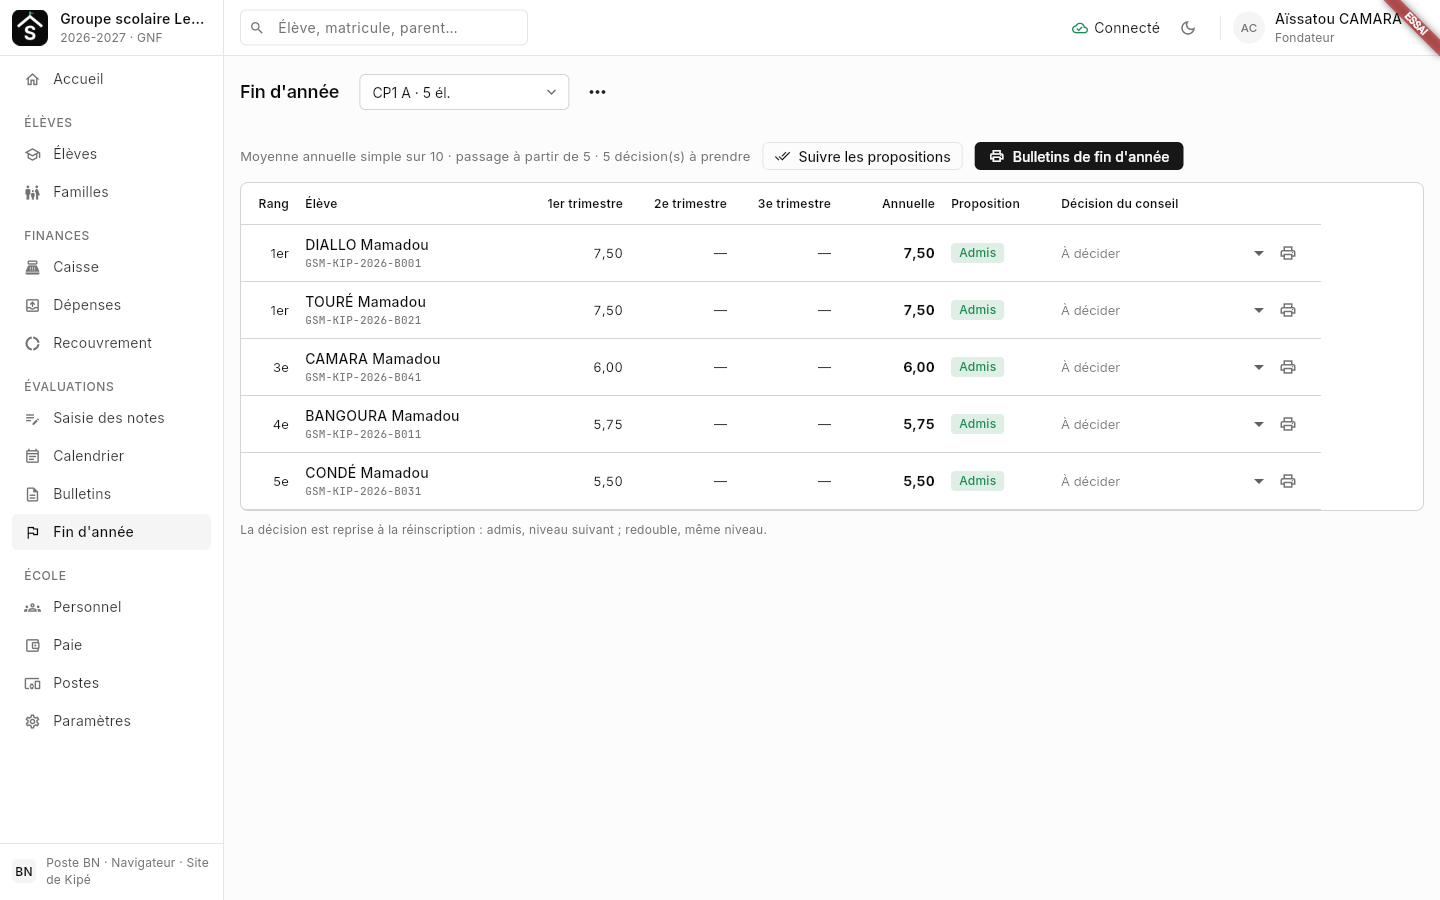 Groupe scolaire Le...
2026-2027 · GNF
Élève, matricule, parent...
Connecté
AC
Aïssatou CAMARA
Fondateur
ESSAI
Accueil
ÉLÈVES
Élèves
Familles
FINANCES
Caisse
Dépenses
Recouvrement
ÉVALUATIONS
Saisie des notes
Calendrier
Bulletins
Fin d'année
ÉCOLE
Personnel
Paie
Postes
Paramètres
BN
Poste BN · Navigateur · Site
de Kipé
Fin d'année
CP1 A · 5 él.
Moyenne annuelle simple sur 10 · passage à partir de 5 · 5 décision(s) à prendre
Suivre les propositions
Bulletins de fin d'année
Rang Élève 1er trimestre 2e trimestre 3e trimestre Annuelle Proposition Décision du conseil
1er DIALLO Mamadou 7,50 — — 7,50 Admis À décider
GSM-KIP-2026-B001
1er TOURÉ Mamadou 7,50 — — 7,50 Admis À décider
GSM-KIP-2026-B021
3e CAMARA Mamadou 6,00 — — 6,00 Admis À décider
GSM-KIP-2026-B041
4e BANGOURA Mamadou 5,75 — — 5,75 Admis À décider
GSM-KIP-2026-B011
5e CONDÉ Mamadou 5,50 — — 5,50 Admis À décider
GSM-KIP-2026-B031
La décision est reprise à la réinscription : admis, niveau suivant ; redouble, même niveau.